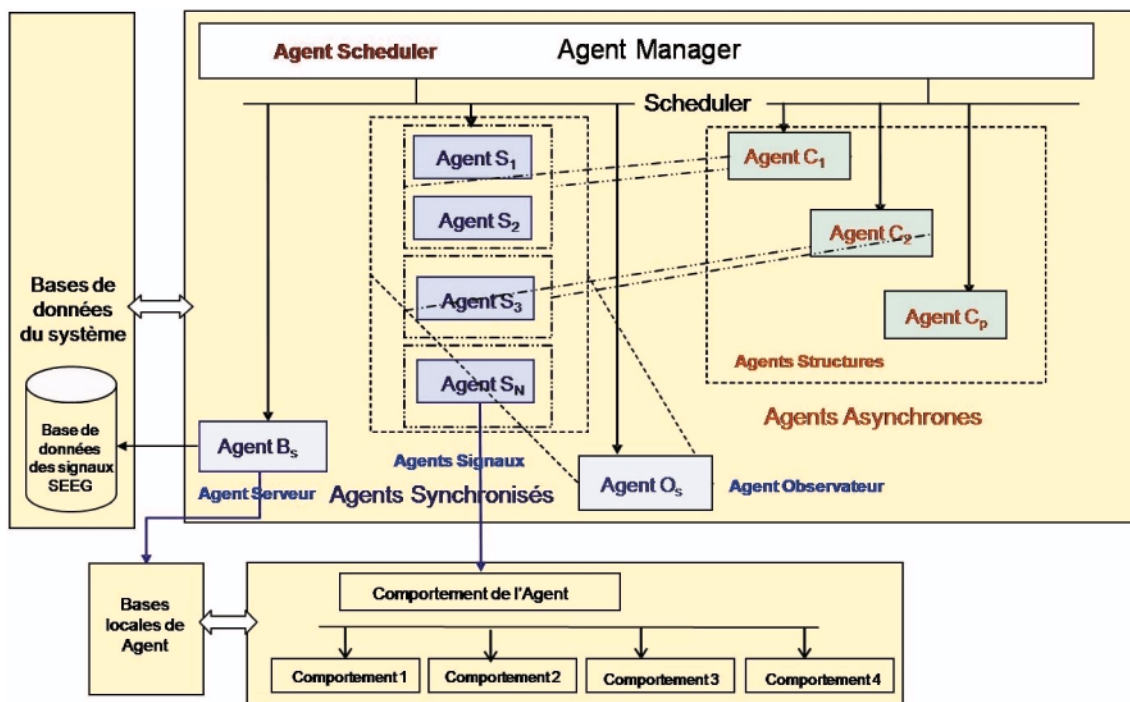 Agent Scheduler
Agent Manager
Scheduler
Agent S1
Agent S2
Agent S3
Agent SN
Agent C1
Agent C2
Agent Cp
Agents Structures
Agents Asynchrones
Bases de
données
du système
Base de
données
des signaux
SEEG
Agent Bs
Agent Serveur
Agents Signaux
Agents Synchronisés
Agent Os
Agent Observateur
Bases
locales de
Agent
Comportement de l'Agent
Comportement 1
Comportement 2
Comportement 3
Comportement 4